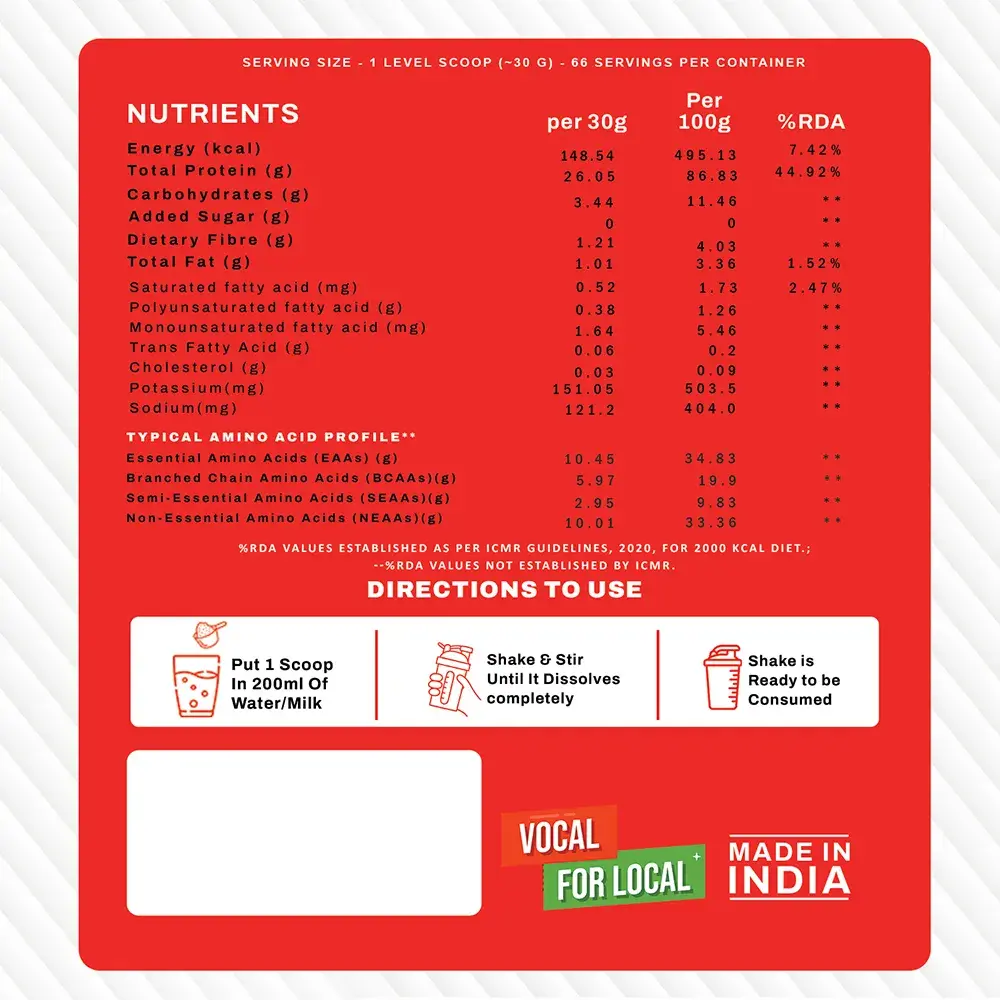 SERVING SIZE - 1 LEVEL SCOOP (~30 G) - 66 SERVINGS PER CONTAINER
NUTRIENTS per 30g Per 100g %RDA
Energy (kcal) 148.54 495.13 7.42%
Total Protein (g) 26.05 86.83 44.92%
Carbohydrates (g) 3.44 11.46 **
Added Sugar (g) 0 0 **
Dietary Fibre (g) 1.21 4.03 **
Total Fat (g) 1.01 3.36 1.52%
Saturated fatty acid (mg) 0.52 1.73 2.47%
Polyunsaturated fatty acid (g) 0.38 1.26 **
Monounsaturated fatty acid (mg) 1.64 5.46 **
Trans Fatty Acid (g) 0.06 0.2 **
Cholesterol (g) 0.03 0.09 **
Potassium(mg) 151.05 503.5 **
Sodium(mg) 121.2 404.0 **
TYPICAL AMINO ACID PROFILE**
Essential Amino Acids (EAAs) (g) 10.45 34.83 **
Branched Chain Amino Acids (BCAAs)(g) 5.97 19.9 **
Semi-Essential Amino Acids (SEAAs)(g) 2.95 9.83 **
Non-Essential Amino Acids (NEAAs)(g) 10.01 33.36 **
%RDA VALUES ESTABLISHED AS PER ICMR GUIDELINES, 2020, FOR 2000 KCAL DIET.;
--%RDA VALUES NOT ESTABLISHED BY ICMR.
DIRECTIONS TO USE
Put 1 Scoop
In 200ml Of
Water/Milk
Shake & Stir
Until It Dissolves
completely
Shake is
Ready to be
Consumed
VOCAL
FOR LOCAL+
MADE IN
INDIA